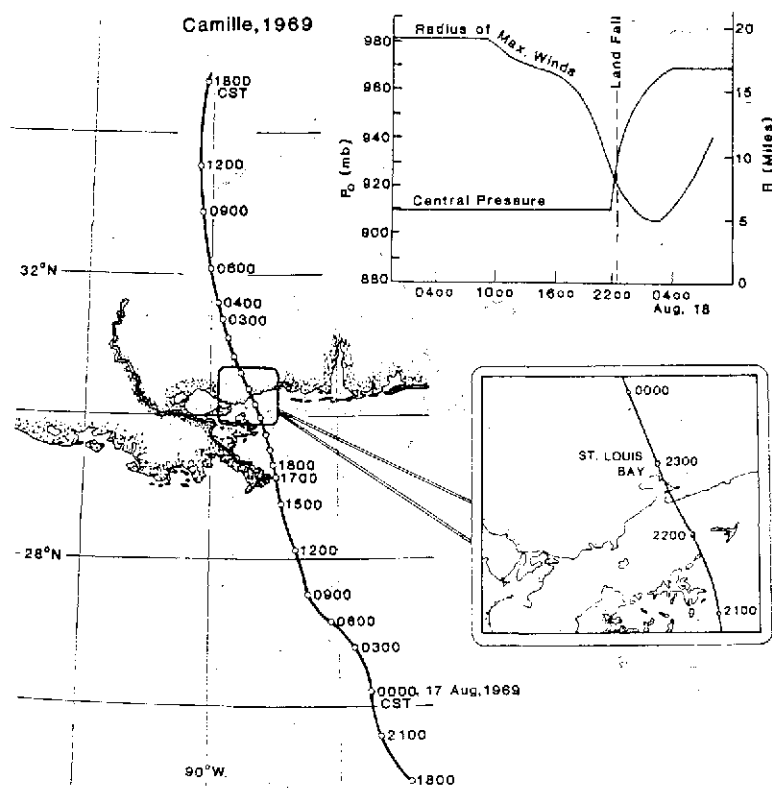 Camille, 1969
1800
CST
1200
0900
0600
32°N
0400
0300
1800
1700
1500
1200
28°N
0900
0600
0300
0000, 17 Aug, 1969
CST
2100
90°W
1800
Radius of Max. Winds
Land Fall
Central Pressure
P₀ (mb)
980
960
940
920
910
900
880
R (Miles)
20
15
10
5
0
0400
1000
1600
2200
0400
Aug. 18
0000
ST. LOUIS
BAY
2300
2200
2100